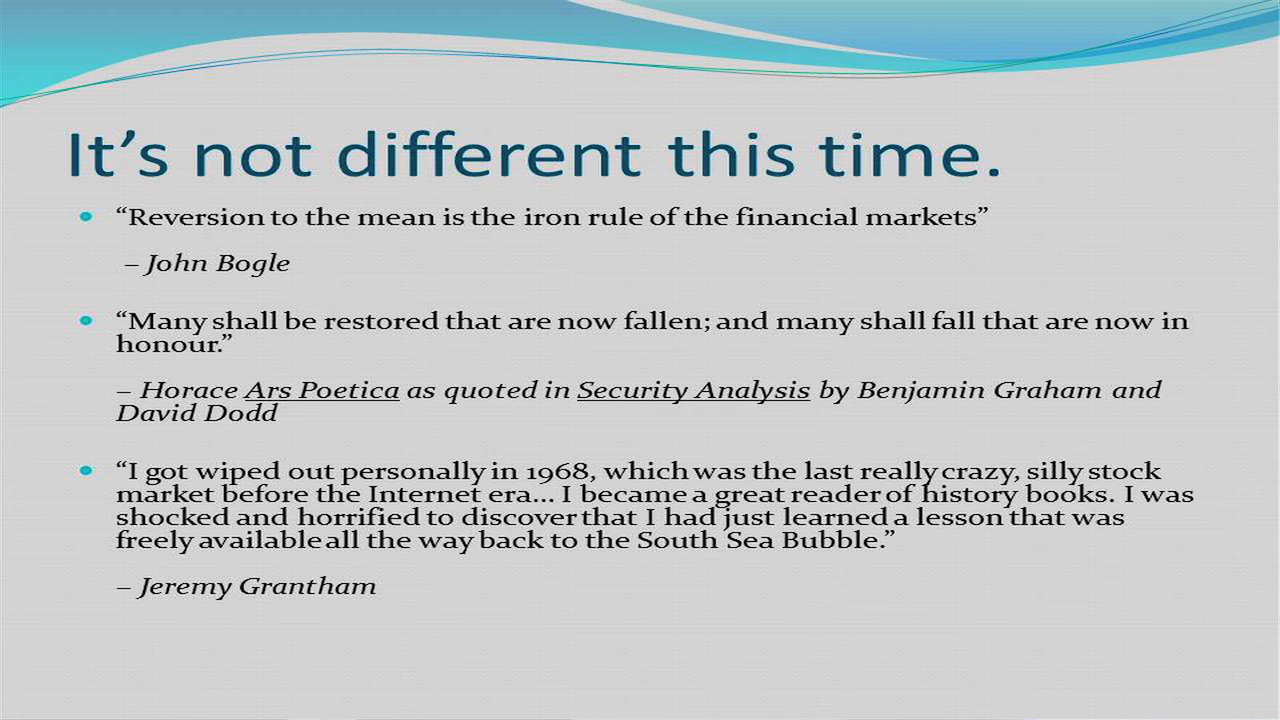 It’s not different this time.
• “Reversion to the mean is the iron rule of the financial markets”
– John Bogle
• “Many shall be restored that are now fallen; and many shall fall that are now in
honour.”
– Horace Ars Poetica as quoted in Security Analysis by Benjamin Graham and
David Dodd
• “I got wiped out personally in 1968, which was the last really crazy, silly stock
market before the Internet era… I became a great reader of history books. I was
shocked and horrified to discover that I had just learned a lesson that was
freely available all the way back to the South Sea Bubble.”
– Jeremy Grantham